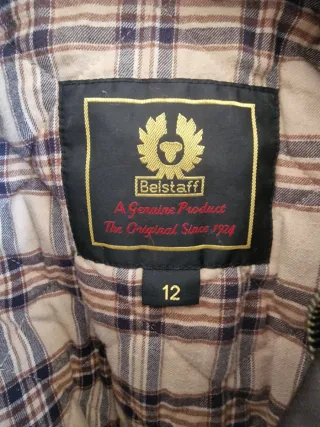 Belstaff
A Genuine Product
The Original Since 1924
12